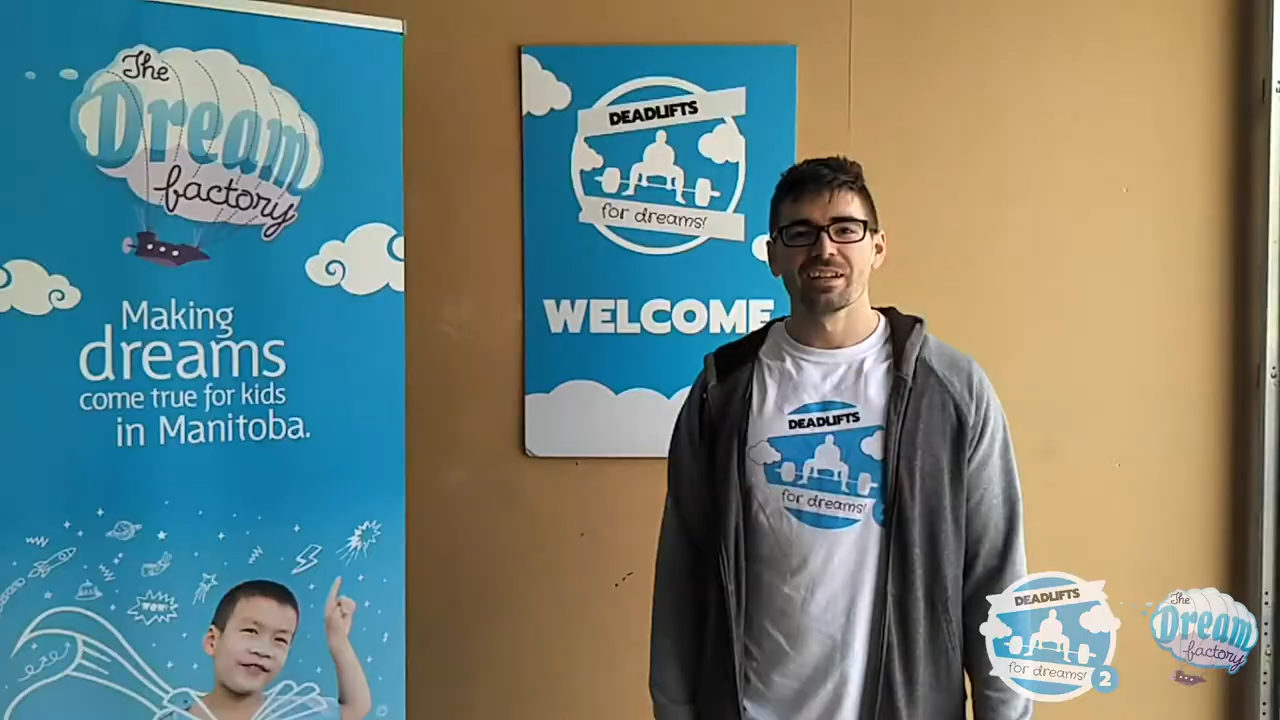 The
Dream
factory
Making
dreams
come true for kids
in Manitoba.
WOW!
DEADLIFTS
for dreams!
WELCOME
DEADLIFTS
for dreams!
DEADLIFTS
for dreams!
2
The
Dream
factory